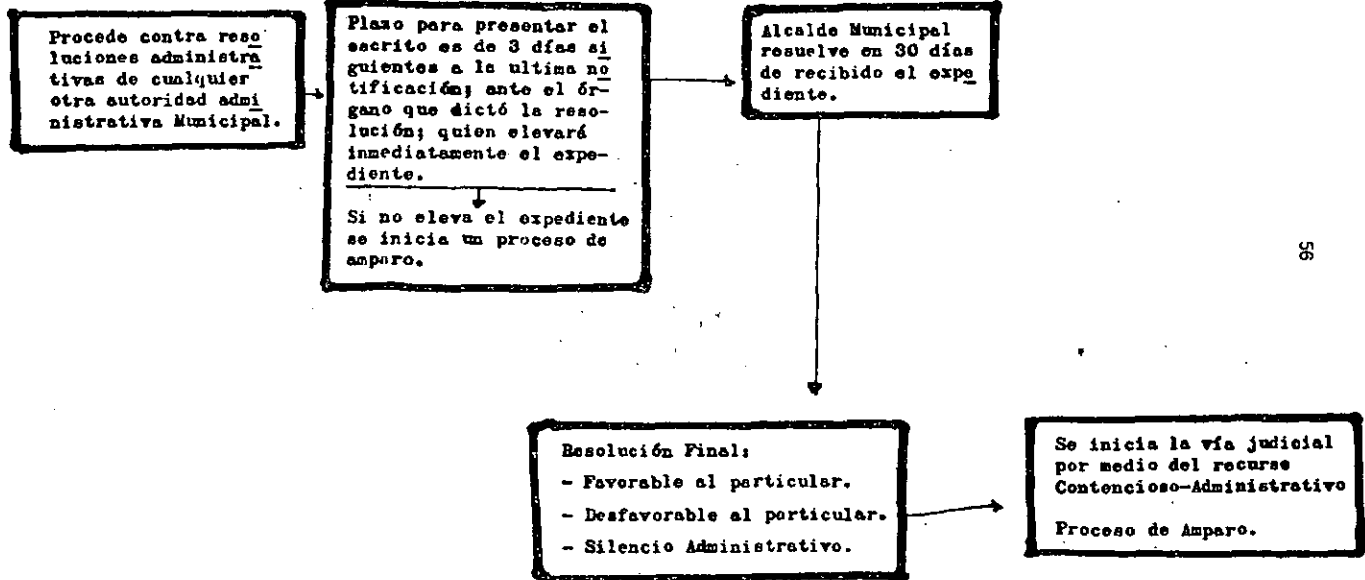 Procede contra reso
luciones administra
tivas de cualquier
otra autoridad admi
nistrativa Municipal.
Plazo para presentar el
escrito es de 3 días si
guientes a la ultima no
tificación; ante el ór-
gano que dictó la reso-
lución; quien elevará
inmediatamente el expe-
diente.
Si no eleva el expediente
se inicia un proceso de
amparo.
Alcalde Municipal
resuelve en 30 días
de recibido el expe
diente.
56
Resolución Final:
- Favorable al particular.
- Desfavorable al particular.
- Silencio Administrativo.
Se inicia la vía judicial
por medio del recurso
Contencioso-Administrativo
Proceso de Amparo.